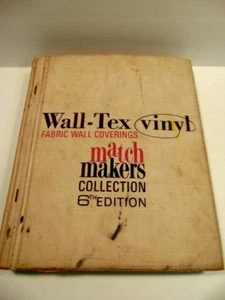 Wall-Tex vinyl
FABRIC WALL COVERINGS
match
makers
COLLECTION
6TH EDITION